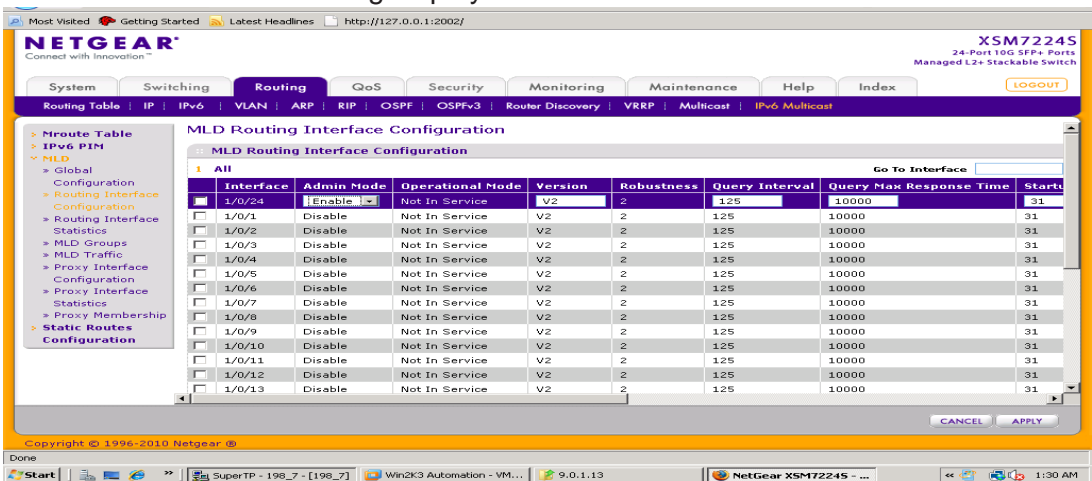 Most Visited Getting Started Latest Headlines http://127.0.0.1:2002/
NETGEAR®
Connect with Innovation™
XSM7224S
24-Port 10G SFP+ Ports
Managed L2+ Stackable Switch
System Switching Routing QoS Security Monitoring Maintenance Help Index LOGOUT
Routing Table | IP | IPv6 | VLAN | ARP | RIP | OSPF | OSPFv3 | Router Discovery | VRRP | Multicast | IPv6 Multicast
Mroute Table
IPv6 PIM
MLD
» Global
Configuration
» Routing Interface
Configuration
» Routing Interface
Statistics
» MLD Groups
» MLD Traffic
» Proxy Interface
Configuration
» Proxy Interface
Statistics
» Proxy Membership
Static Routes
Configuration
MLD Routing Interface Configuration
MLD Routing Interface Configuration
1 All Go To Interface
Interface Admin Mode Operational Mode Version Robustness Query Interval Query Max Response Time Startu
1/0/24 Enable Not In Service V2 2 125 10000 31
1/0/1 Disable Not In Service V2 2 125 10000 31
1/0/2 Disable Not In Service V2 2 125 10000 31
1/0/3 Disable Not In Service V2 2 125 10000 31
1/0/4 Disable Not In Service V2 2 125 10000 31
1/0/5 Disable Not In Service V2 2 125 10000 31
1/0/6 Disable Not In Service V2 2 125 10000 31
1/0/7 Disable Not In Service V2 2 125 10000 31
1/0/8 Disable Not In Service V2 2 125 10000 31
1/0/9 Disable Not In Service V2 2 125 10000 31
1/0/10 Disable Not In Service V2 2 125 10000 31
1/0/11 Disable Not In Service V2 2 125 10000 31
1/0/12 Disable Not In Service V2 2 125 10000 31
1/0/13 Disable Not In Service V2 2 125 10000 31
CANCEL APPLY
Copyright © 1996-2010 Netgear ®
Done
Start » SuperTP - 198_7 - [198_7] Win2K3 Automation - VM... 9.0.1.13 NetGear XSM7224S - ... « 1:30 AM